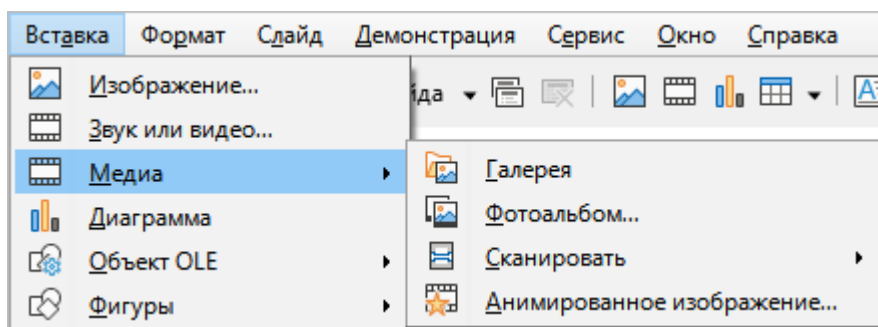 Вставка Формат Слайд Демонстрация Сервис Окно Справка
Изображение...
Звук или видео...
Медиа
Диаграмма
Объект OLE
Фигуры
йда
Галерея
Фотоальбом...
Сканировать
Анимированное изображение...